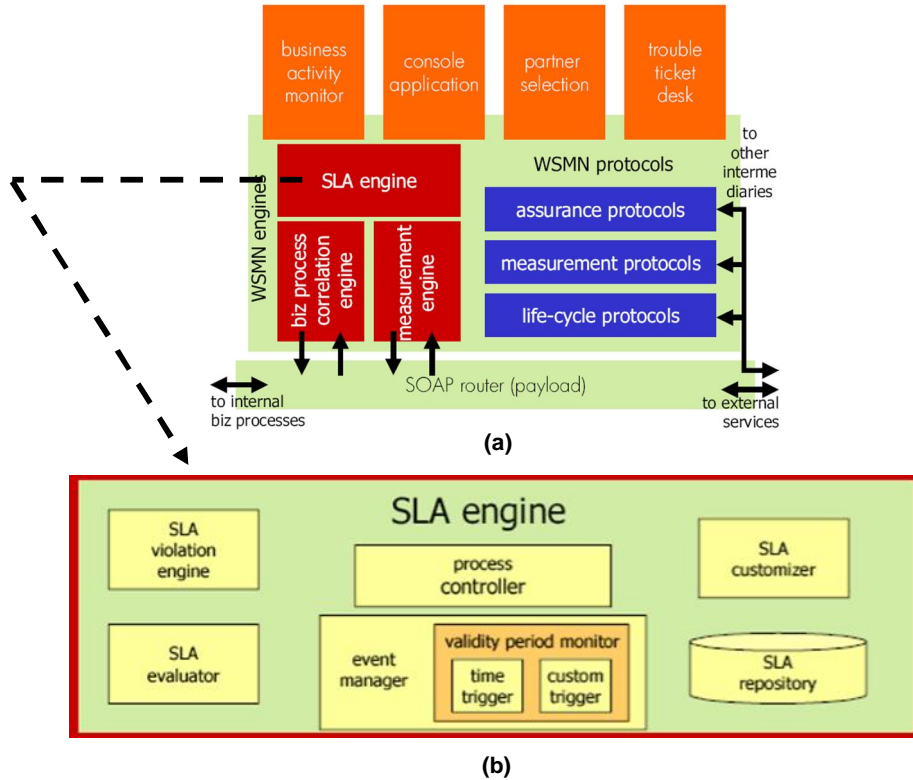 business
activity
monitor
console
application
partner
selection
trouble
ticket
desk
to
other
interme
diaries
WSMN engines
SLA engine
biz process
correlation
engine
measurement
engine
WSMN protocols
assurance protocols
measurement protocols
life-cycle protocols
SOAP router (payload)
to internal
biz processes
to external
services
(a)
SLA engine
SLA
violation
engine
process
controller
SLA
customizer
SLA
evaluator
event
manager
validity period monitor
time
trigger
custom
trigger
SLA
repository
(b)